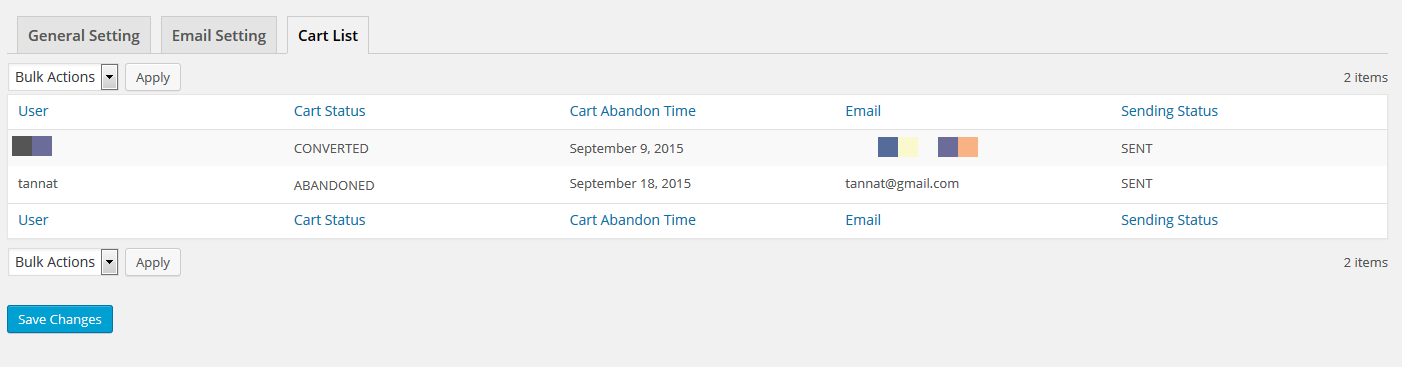 General Setting Email Setting Cart List
Bulk Actions Apply 2 items
User Cart Status Cart Abandon Time Email Sending Status
CONVERTED September 9, 2015 SENT
tannat ABANDONED September 18, 2015 tannat@gmail.com SENT
User Cart Status Cart Abandon Time Email Sending Status
Bulk Actions Apply 2 items
Save Changes